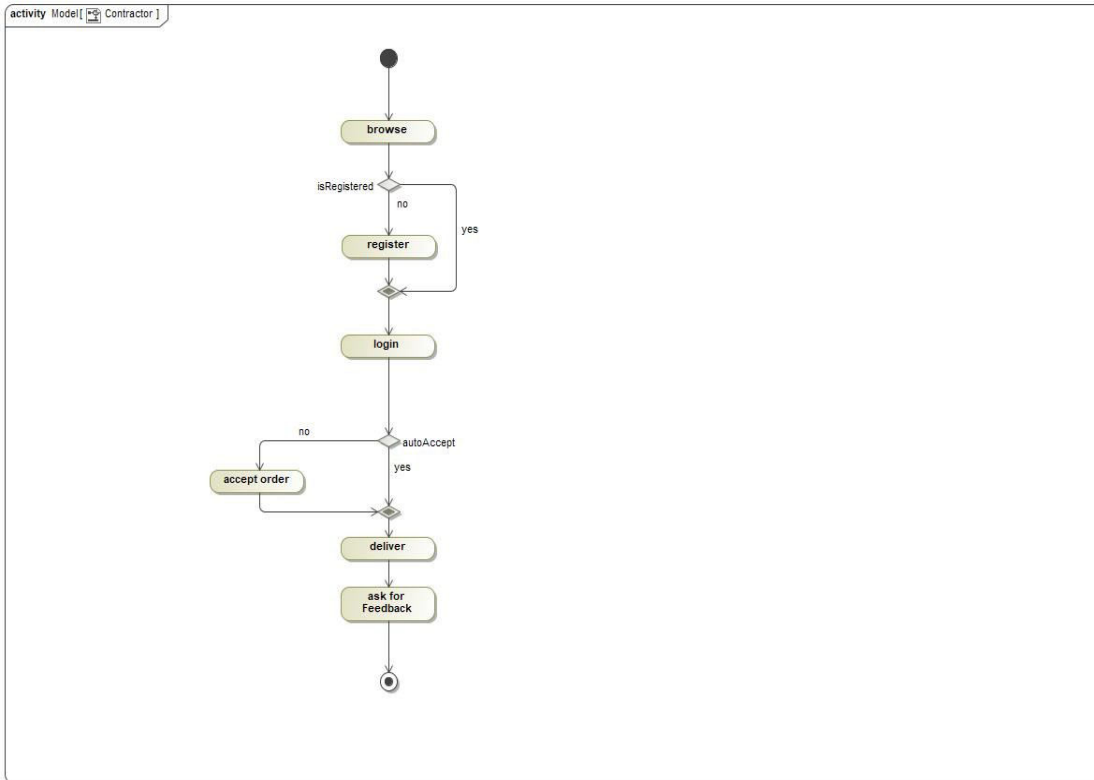 activity Model[ Contractor ]
browse
isRegistered
no
yes
register
login
no
autoAccept
yes
accept order
deliver
ask for
Feedback